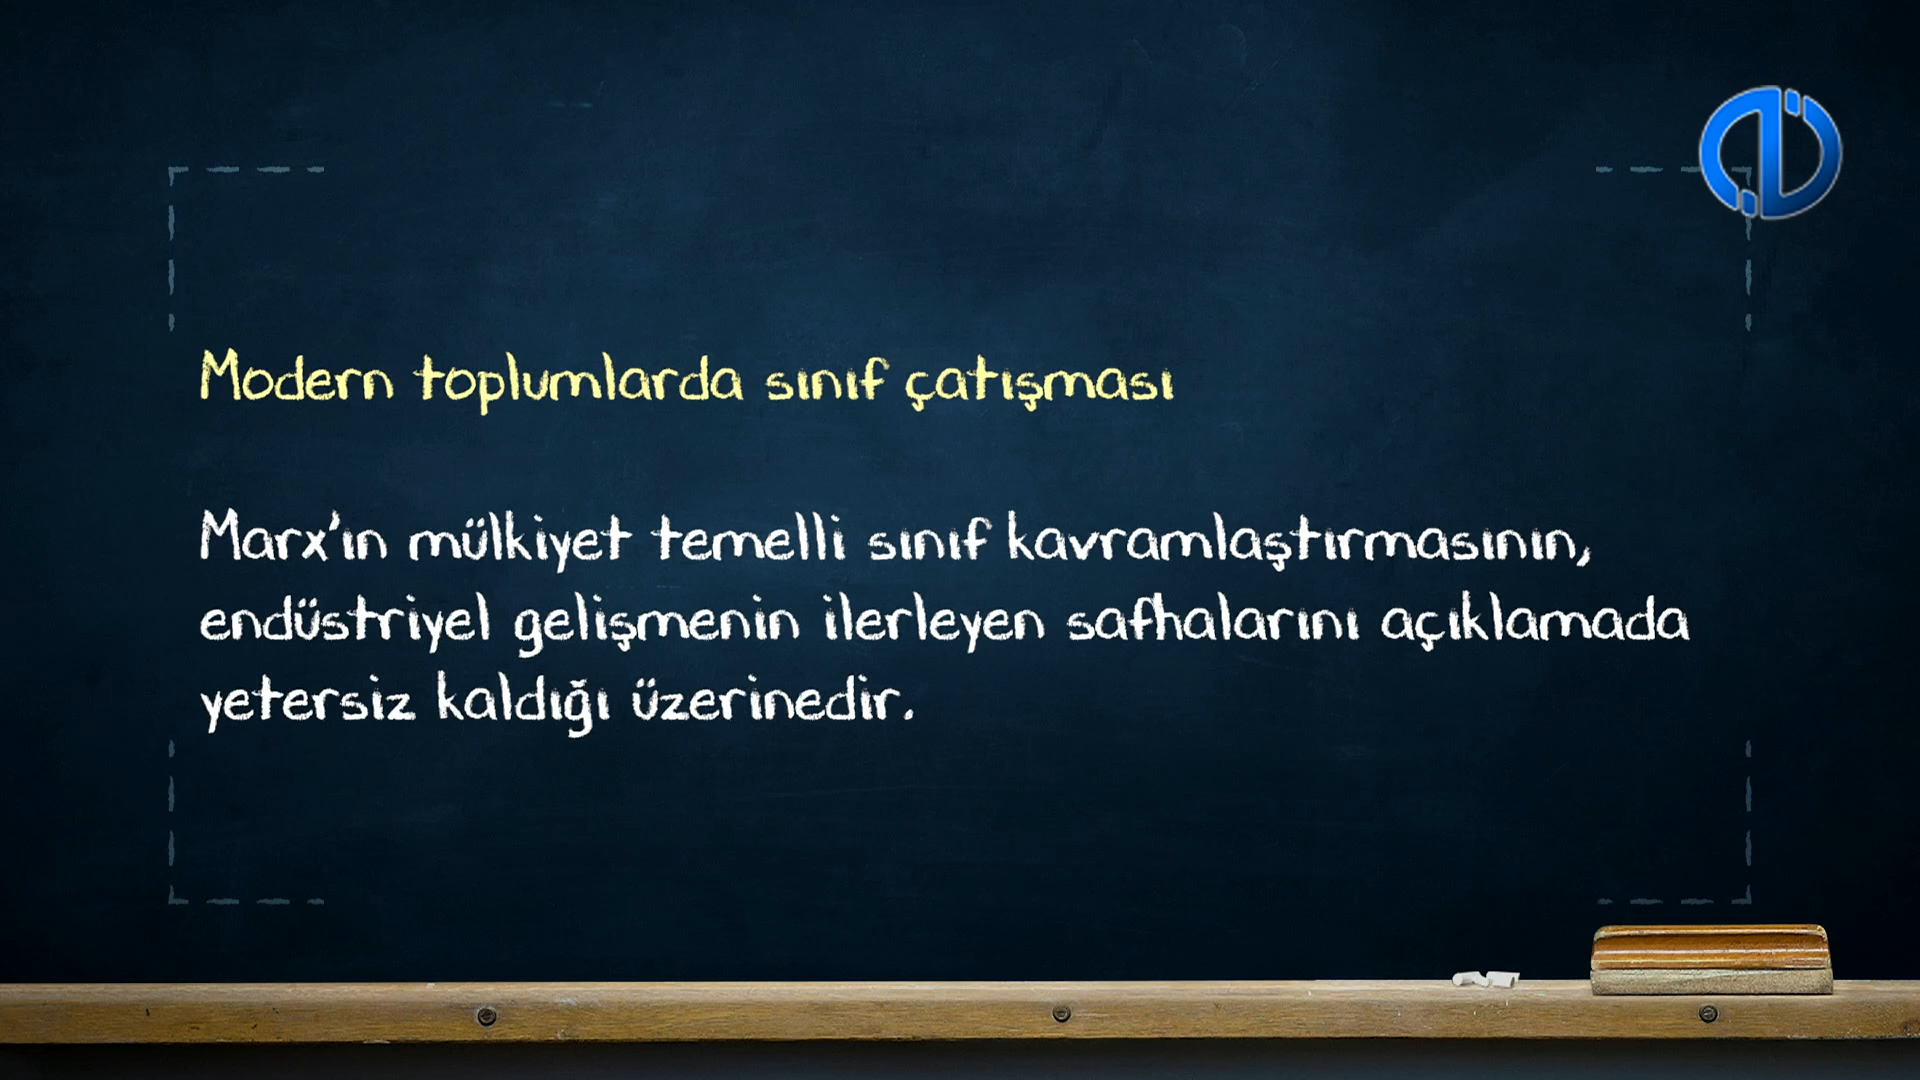 Modern toplumlarda sınıf çatışması
Marx'ın mülkiyet temelli sınıf kavramlaştırmasının,
endüstriyel gelişmenin ilerleyen safhalarını açıklamada
yetersiz kaldığı üzerinedir.